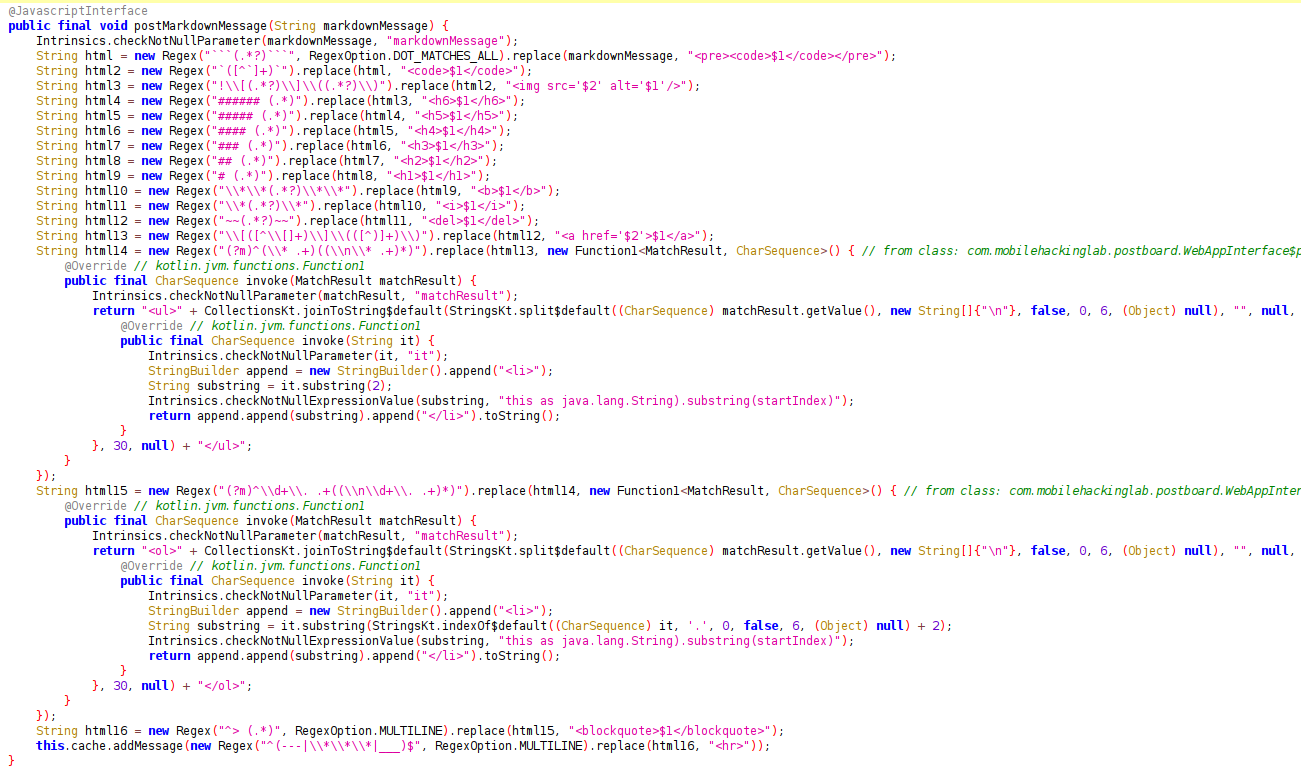 @JavascriptInterface
public final void postMarkdownMessage(String markdownMessage) {
    Intrinsics.checkNotNullParameter(markdownMessage, "markdownMessage");
    String html = new Regex("```(.*?)```", RegexOption.DOT_MATCHES_ALL).replace(markdownMessage, "<pre><code>$1</code></pre>");
    String html2 = new Regex("`([^`]+)`").replace(html, "<code>$1</code>");
    String html3 = new Regex("!\\[(.*?)\\]\\((.*?)\\)").replace(html2, "<img src='$2' alt='$1'/>");
    String html4 = new Regex("###### (.*)").replace(html3, "<h6>$1</h6>");
    String html5 = new Regex("##### (.*)").replace(html4, "<h5>$1</h5>");
    String html6 = new Regex("#### (.*)").replace(html5, "<h4>$1</h4>");
    String html7 = new Regex("### (.*)").replace(html6, "<h3>$1</h3>");
    String html8 = new Regex("## (.*)").replace(html7, "<h2>$1</h2>");
    String html9 = new Regex("# (.*)").replace(html8, "<h1>$1</h1>");
    String html10 = new Regex("\\*\\*(.*?)\\*\\*").replace(html9, "<b>$1</b>");
    String html11 = new Regex("\\*(.*?)\\*").replace(html10, "<i>$1</i>");
    String html12 = new Regex("~~(.*?)~~").replace(html11, "<del>$1</del>");
    String html13 = new Regex("\\[([^\\[]+)\\]\\(([^)]+)\\)").replace(html12, "<a href='$2'>$1</a>");
    String html14 = new Regex("(?m)^(\\* .+)((\\n\\* .+)*)").replace(html13, new Function1<MatchResult, CharSequence>() { // from class: com.mobilehackinglab.postboard.WebAppInterface$p
        @Override // kotlin.jvm.functions.Function1
        public final CharSequence invoke(MatchResult matchResult) {
            Intrinsics.checkNotNullParameter(matchResult, "matchResult");
            return "<ul>" + CollectionsKt.joinToString$default(StringsKt.split$default((CharSequence) matchResult.getValue(), new String[]{"\n"}, false, 0, 6, (Object) null), "", null,
                @Override // kotlin.jvm.functions.Function1
                public final CharSequence invoke(String it) {
                    Intrinsics.checkNotNullParameter(it, "it");
                    StringBuilder append = new StringBuilder().append("<li>");
                    String substring = it.substring(2);
                    Intrinsics.checkNotNullExpressionValue(substring, "this as java.lang.String).substring(startIndex)");
                    return append.append(substring).append("</li>").toString();
                }
            }, 30, null) + "</ul>";
        }
    });
    String html15 = new Regex("(?m)^\\d+\\. .+((\\n\\d+\\. .+)*)").replace(html14, new Function1<MatchResult, CharSequence>() { // from class: com.mobilehackinglab.postboard.WebAppInter
        @Override // kotlin.jvm.functions.Function1
        public final CharSequence invoke(MatchResult matchResult) {
            Intrinsics.checkNotNullParameter(matchResult, "matchResult");
            return "<ol>" + CollectionsKt.joinToString$default(StringsKt.split$default((CharSequence) matchResult.getValue(), new String[]{"\n"}, false, 0, 6, (Object) null), "", null,
                @Override // kotlin.jvm.functions.Function1
                public final CharSequence invoke(String it) {
                    Intrinsics.checkNotNullParameter(it, "it");
                    StringBuilder append = new StringBuilder().append("<li>");
                    String substring = it.substring(StringsKt.indexOf$default((CharSequence) it, '.', 0, false, 6, (Object) null) + 2);
                    Intrinsics.checkNotNullExpressionValue(substring, "this as java.lang.String).substring(startIndex)");
                    return append.append(substring).append("</li>").toString();
                }
            }, 30, null) + "</ol>";
        }
    });
    String html16 = new Regex("^> (.*)", RegexOption.MULTILINE).replace(html15, "<blockquote>$1</blockquote>");
    this.cache.addMessage(new Regex("^(---|\\*\\*\\*|___)$", RegexOption.MULTILINE).replace(html16, "<hr>"));
}